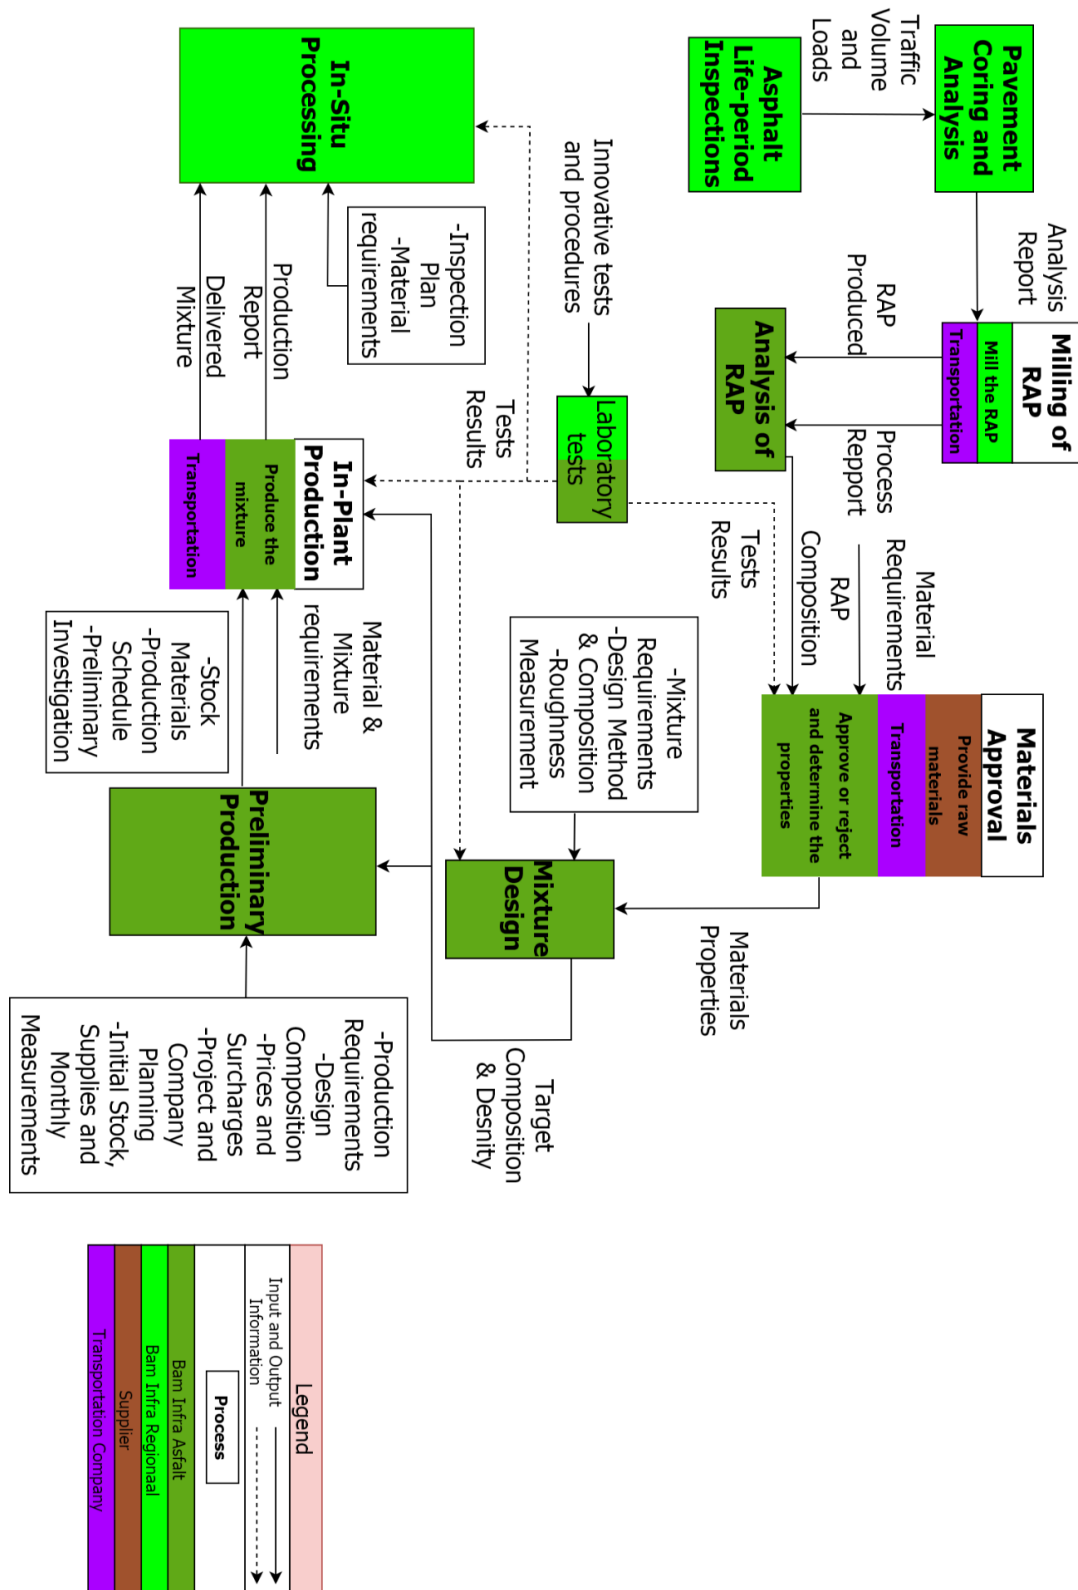 Pavement
Coring and
Analysis
Traffic
Volume
and
Loads
Asphalt
Life-period
Inspections
Analysis
Report
Milling of
RAP
Mill the RAP
Transportation
RAP
Produced
Process
Repport
Analysis of
RAP
RAP
Composition
Material
Requirements
Materials
Approval
Provide raw
materials
Transportation
Approve or reject
and determine the
properties
Innovative tests
and procedures
Laboratory
tests
Tests
Results
Tests
Results
Materials
Properties
-Mixture
Requirements
-Design Method
& Composition
-Roughness
Measurement
Mixture
Design
Target
Composition
& Desnity
In-Situ
Processing
-Inspection
Plan
-Material
requirements
Production
Report
Delivered
Mixture
In-Plant
Production
Produce the
mixture
Transportation
Material &
Mixture
requirements
-Stock
Materials
-Production
Schedule
-Preliminary
Investigation
Preliminary
Production
-Production
Requirements
-Design
Composition
-Prices and
Surcharges
-Project and
Company
Planning
-Initial Stock,
Supplies and
Monthly
Measurements
Legend
Input and Output
Information
Process
Bam Infra Asfalt
Bam Infra Regionaal
Supplier
Transportation Company